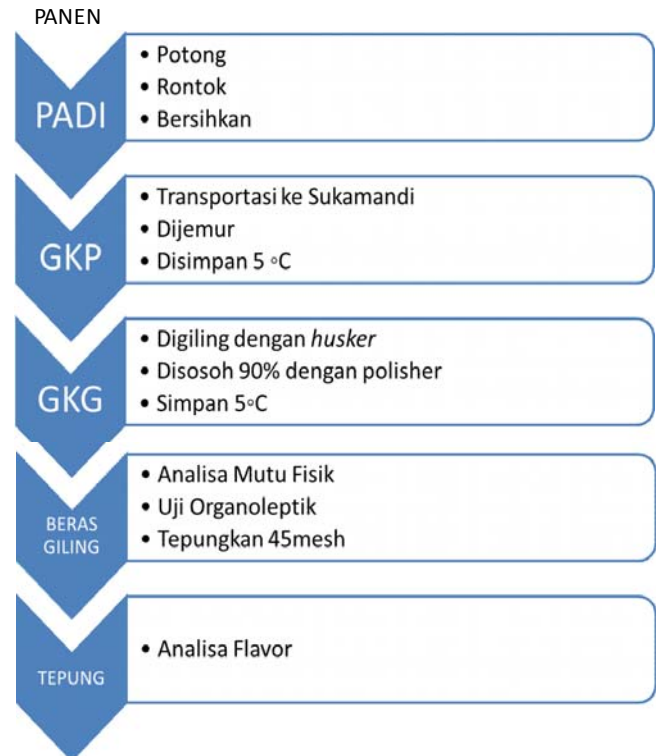 PANEN
PADI
• Potong
• Rontok
• Bersihkan
GKP
• Transportasi ke Sukamandi
• Dijemur
• Disimpan 5 °C
GKG
• Digiling dengan husker
• Disosoh 90% dengan polisher
• Simpan 5°C
BERAS
GILING
• Analisa Mutu Fisik
• Uji Organoleptik
• Tepungkan 45mesh
TEPUNG
• Analisa Flavor